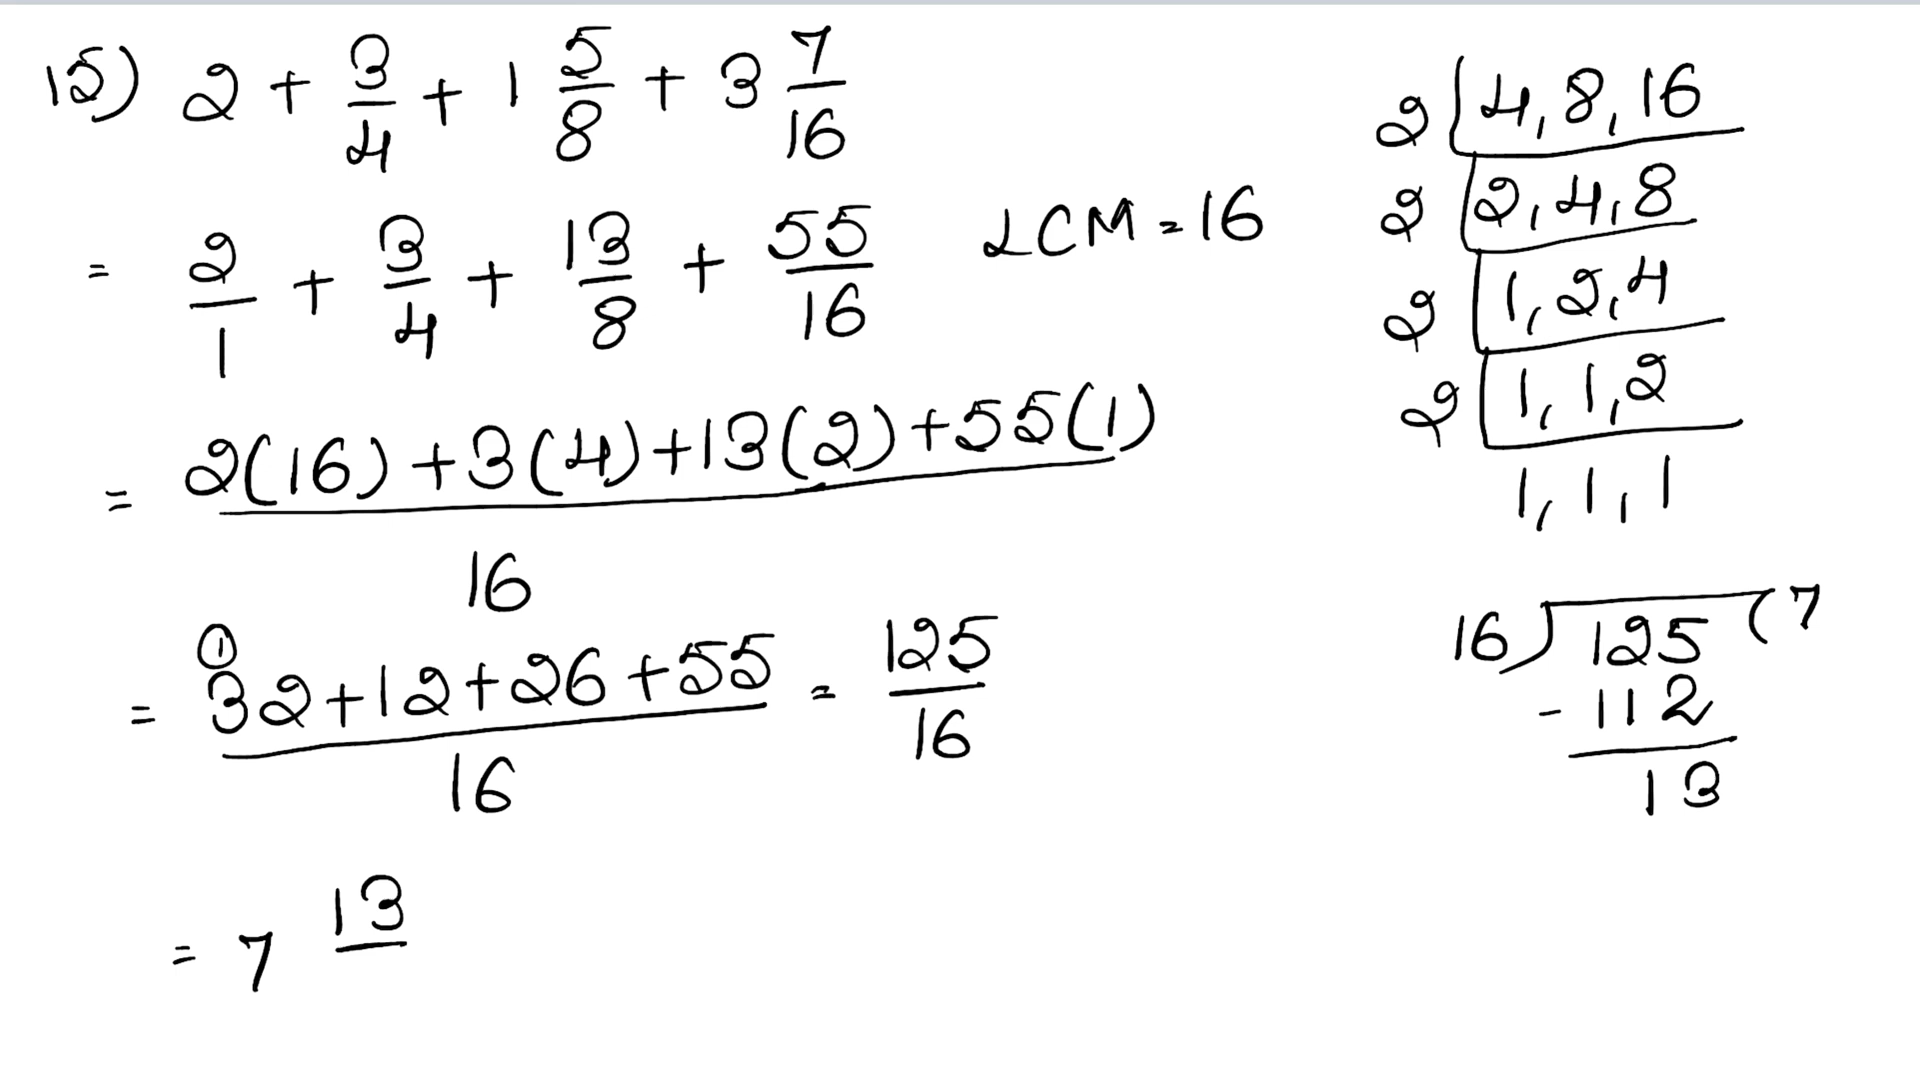 15) 2 + 3/4 + 1 5/8 + 3 7/16
= 2/1 + 3/4 + 13/8 + 55/16 LCM = 16
= 2(16) + 3(4) + 13(2) + 55(1) / 16
1
= 32 + 12 + 26 + 55 / 16 = 125/16
= 7 13
2 | 4, 8, 16
2 | 2, 4, 8
2 | 1, 2, 4
2 | 1, 1, 2
1, 1, 1
16) 125 (7
- 112
13